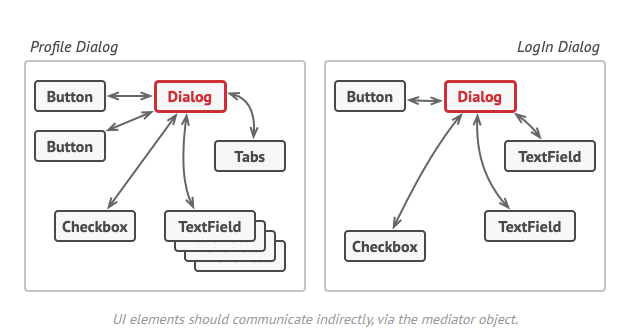 Profile Dialog
LogIn Dialog
Button
Dialog
Button
Tabs
Checkbox
TextField
Button
Dialog
TextField
TextField
Checkbox
UI elements should communicate indirectly, via the mediator object.